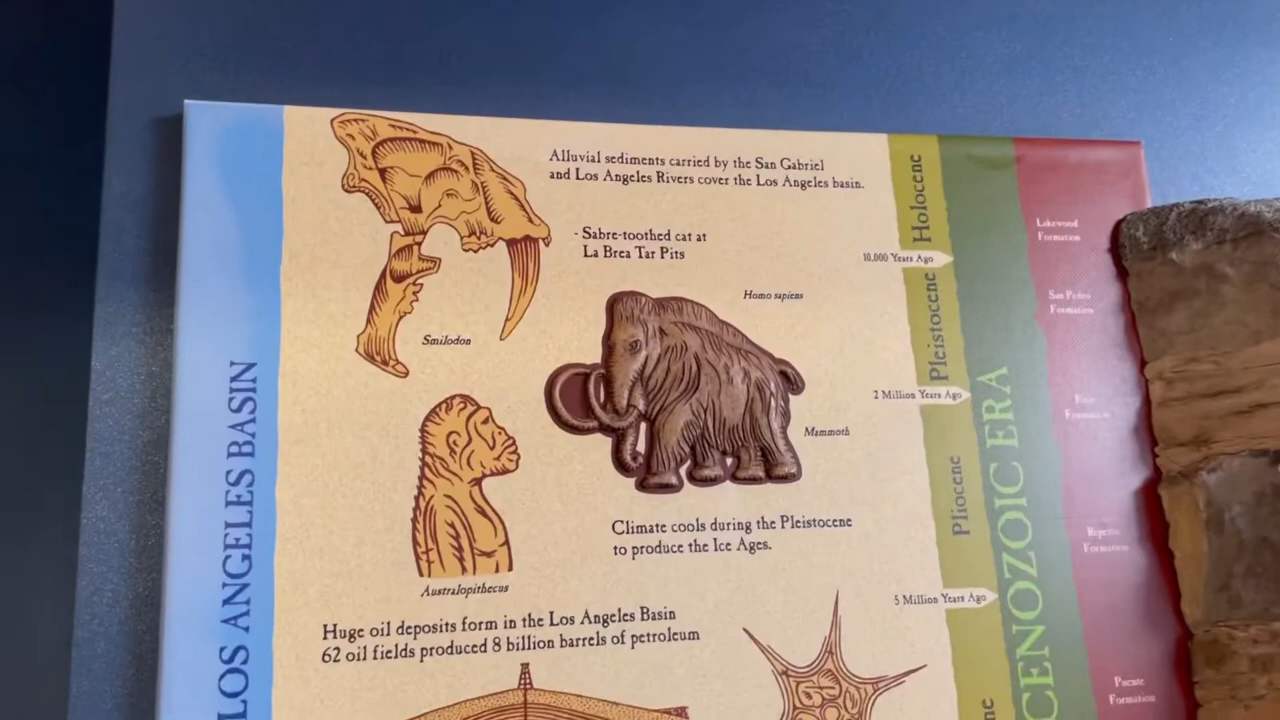 Alluvial sediments carried by the San Gabriel
and Los Angeles Rivers cover the Los Angeles basin.
- Sabre-toothed cat at
La Brea Tar Pits
Homo sapiens
Smilodon
Mammoth
Climate cools during the Pleistocene
to produce the Ice Ages.
Australopithecus
Huge oil deposits form in the Los Angeles Basin
62 oil fields produced 8 billion barrels of petroleum
LOS ANGELES BASIN
Holocene
10,000 Years Ago
Pleistocene
2 Million Years Ago
Pliocene
5 Million Years Ago
ne
CENOZOIC ERA
Lakewood
Formation
San Pedro
Formation
Pico
Formation
Repetto
Formation
Puente
Formation